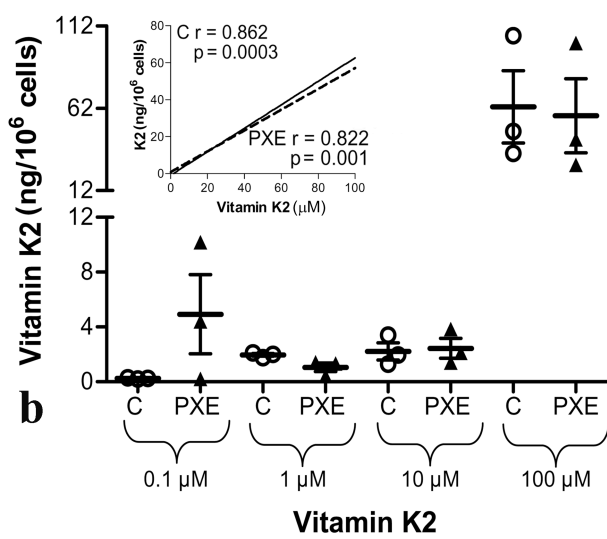 112
62
12
12
8
4
0
Vitamin K2 (ng/10⁶ cells)
C r = 0.862
p = 0.0003
PXE r = 0.822
p = 0.001
80
60
40
20
0
K2 (ng/10⁶ cells)
0 20 40 60 80 100
Vitamin K2 (μM)
b
C PXE C PXE C PXE C PXE
0.1 μM 1 μM 10 μM 100 μM
Vitamin K2